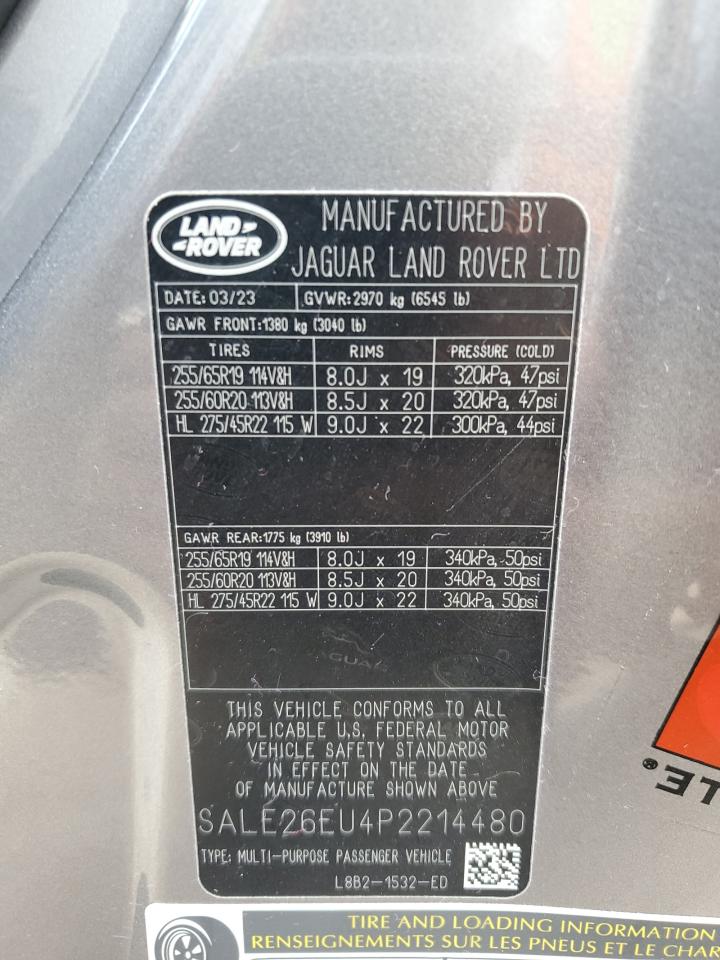 LAND ROVER
MANUFACTURED BY
JAGUAR LAND ROVER LTD
DATE: 03/23 GVWR:2970 kg (6545 lb)
GAWR FRONT:1380 kg (3040 lb)
TIRES RIMS PRESSURE (COLD)
255/65R19 114V&H 8.0J x 19 320kPa, 47psi
255/60R20 113V&H 8.5J x 20 320kPa, 47psi
HL 275/45R22 115 W 9.0J x 22 300kPa, 44psi
GAWR REAR:1775 kg (3910 lb)
255/65R19 114V&H 8.0J x 19 340kPa, 50psi
255/60R20 113V&H 8.5J x 20 340kPa, 50psi
HL 275/45R22 115 W 9.0J x 22 340kPa, 50psi
THIS VEHICLE CONFORMS TO ALL
APPLICABLE U.S. FEDERAL MOTOR
VEHICLE SAFETY STANDARDS
IN EFFECT ON THE DATE
OF MANUFACTURE SHOWN ABOVE
SALE26EU4P2214480
TYPE: MULTI-PURPOSE PASSENGER VEHICLE
L8B2-1532-ED
TIRE AND LOADING INFORMATION
RENSEIGNEMENTS SUR LES PNEUS ET LE CHAR